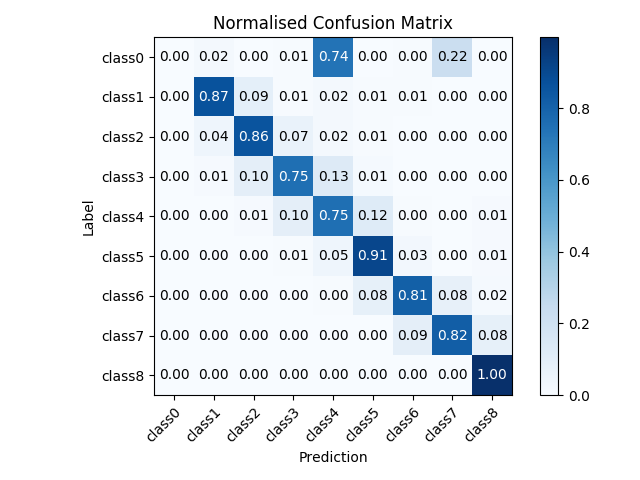 Normalised Confusion Matrix
class0 0.00 0.02 0.00 0.01 0.74 0.00 0.00 0.22 0.00
class1 0.00 0.87 0.09 0.01 0.02 0.01 0.01 0.00 0.00
class2 0.00 0.04 0.86 0.07 0.02 0.01 0.00 0.00 0.00
class3 0.00 0.01 0.10 0.75 0.13 0.01 0.00 0.00 0.00
class4 0.00 0.00 0.01 0.10 0.75 0.12 0.00 0.00 0.01
class5 0.00 0.00 0.00 0.01 0.05 0.91 0.03 0.00 0.01
class6 0.00 0.00 0.00 0.00 0.00 0.08 0.81 0.08 0.02
class7 0.00 0.00 0.00 0.00 0.00 0.00 0.09 0.82 0.08
class8 0.00 0.00 0.00 0.00 0.00 0.00 0.00 0.00 1.00
Label
class0 class1 class2 class3 class4 class5 class6 class7 class8
Prediction
0.8
0.6
0.4
0.2
0.0